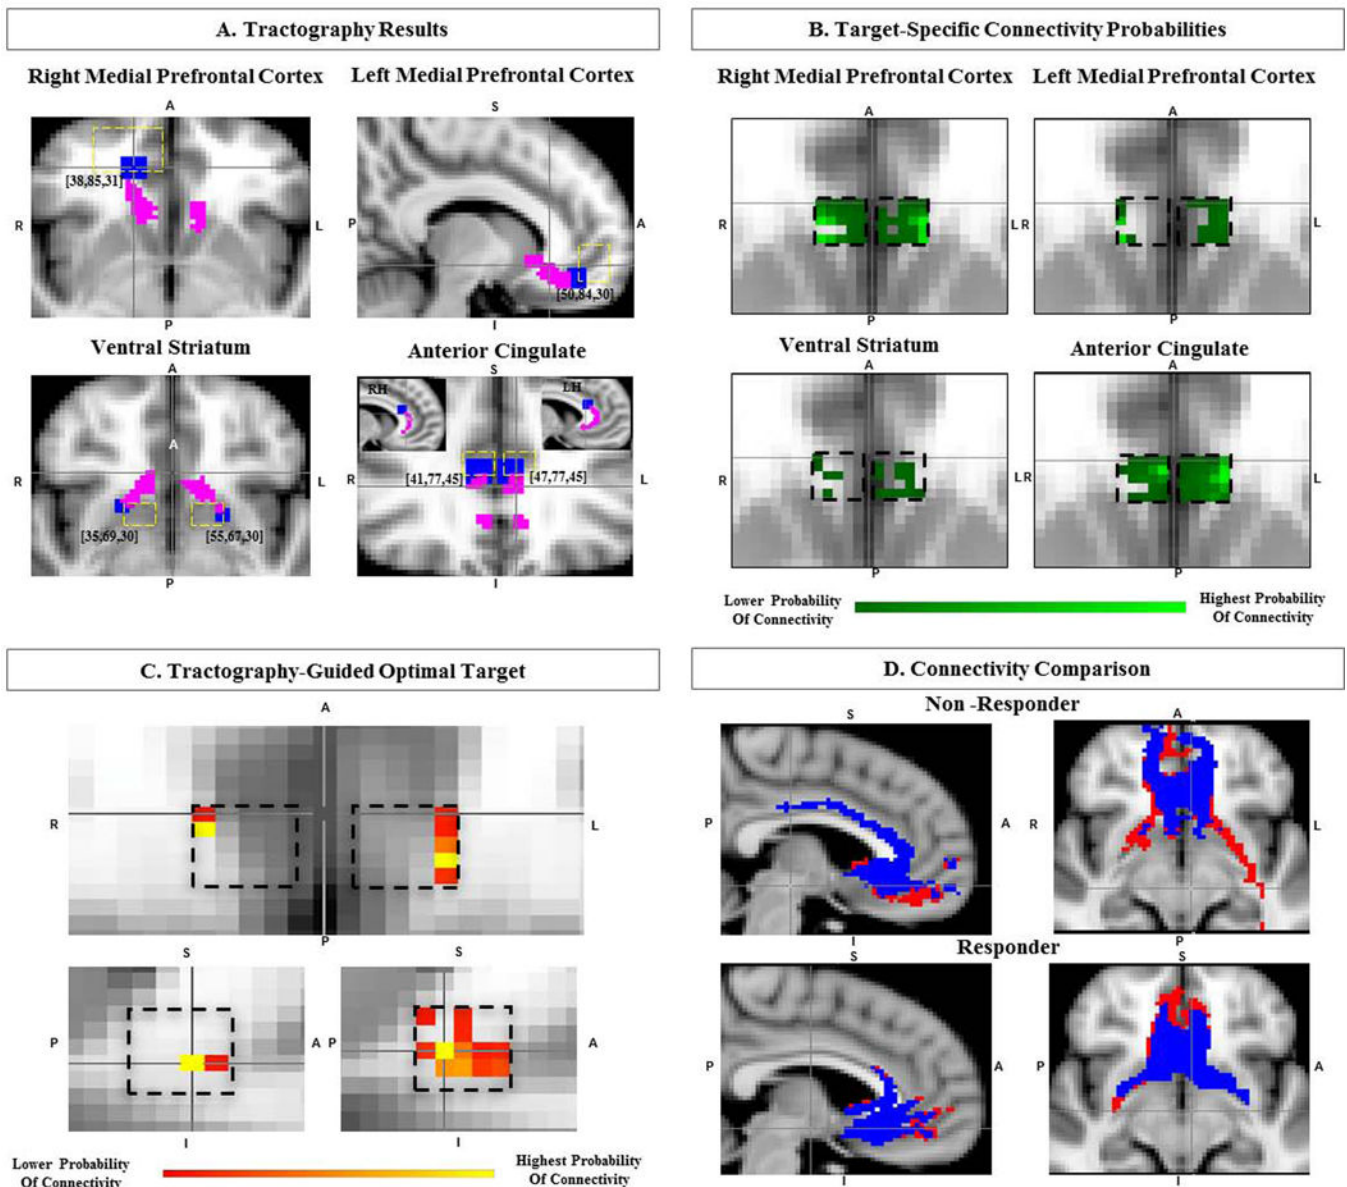 A. Tractography Results
Right Medial Prefrontal Cortex
Left Medial Prefrontal Cortex
A
S
[38,85,31]
R
L
P
A
[50,84,30]
P
I
Ventral Striatum
Anterior Cingulate
A
S
A
RH
LH
R
R
L
[41,77,45]
[47,77,45]
[35,69,30]
[55,67,30]
P
I
B. Target-Specific Connectivity Probabilities
Right Medial Prefrontal Cortex
Left Medial Prefrontal Cortex
A
A
R
L
R
L
P
P
Ventral Striatum
Anterior Cingulate
A
A
R
L
R
L
P
P
Lower Probability
Of Connectivity
Highest Probability
Of Connectivity
C. Tractography-Guided Optimal Target
A
R
L
P
S
S
P
A
P
A
I
I
Lower Probability
Of Connectivity
Highest Probability
Of Connectivity
D. Connectivity Comparison
Non -Responder
S
A
P
A
R
L
I
P
Responder
S
S
P
A
P
A
I
I